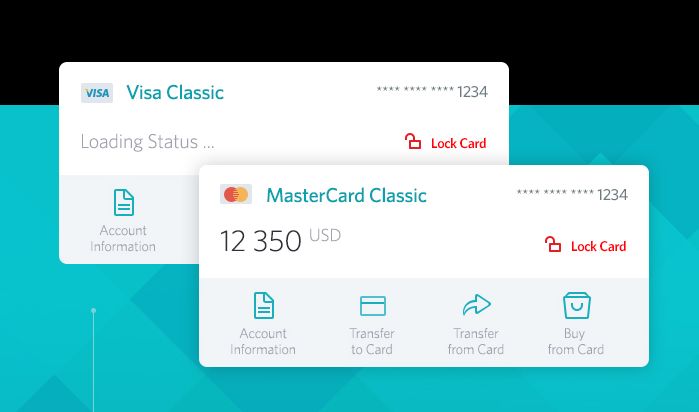 VISA Visa Classic **** **** **** 1234
Loading Status ... Lock Card
Account
Information
MasterCard Classic **** **** **** 1234
12 350 USD Lock Card
Account
Information
Transfer
to Card
Transfer
from Card
Buy
from Card